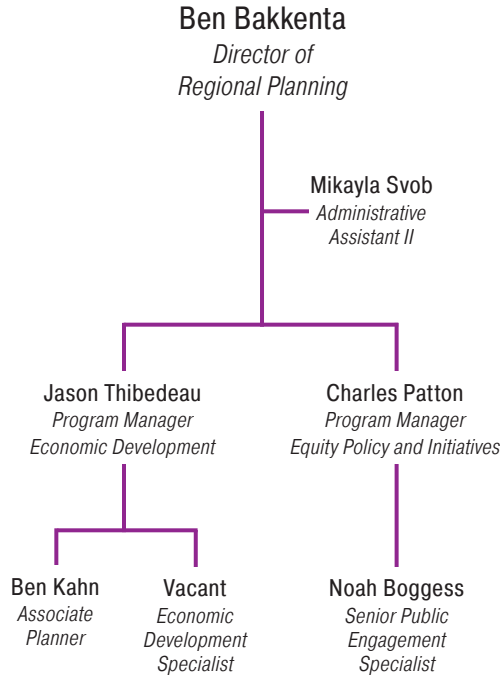 Ben Bakkenta
Director of
Regional Planning
Mikayla Svob
Administrative
Assistant II
Jason Thibedeau
Program Manager
Economic Development
Charles Patton
Program Manager
Equity Policy and Initiatives
Ben Kahn
Associate
Planner
Vacant
Economic
Development
Specialist
Noah Boggess
Senior Public
Engagement
Specialist